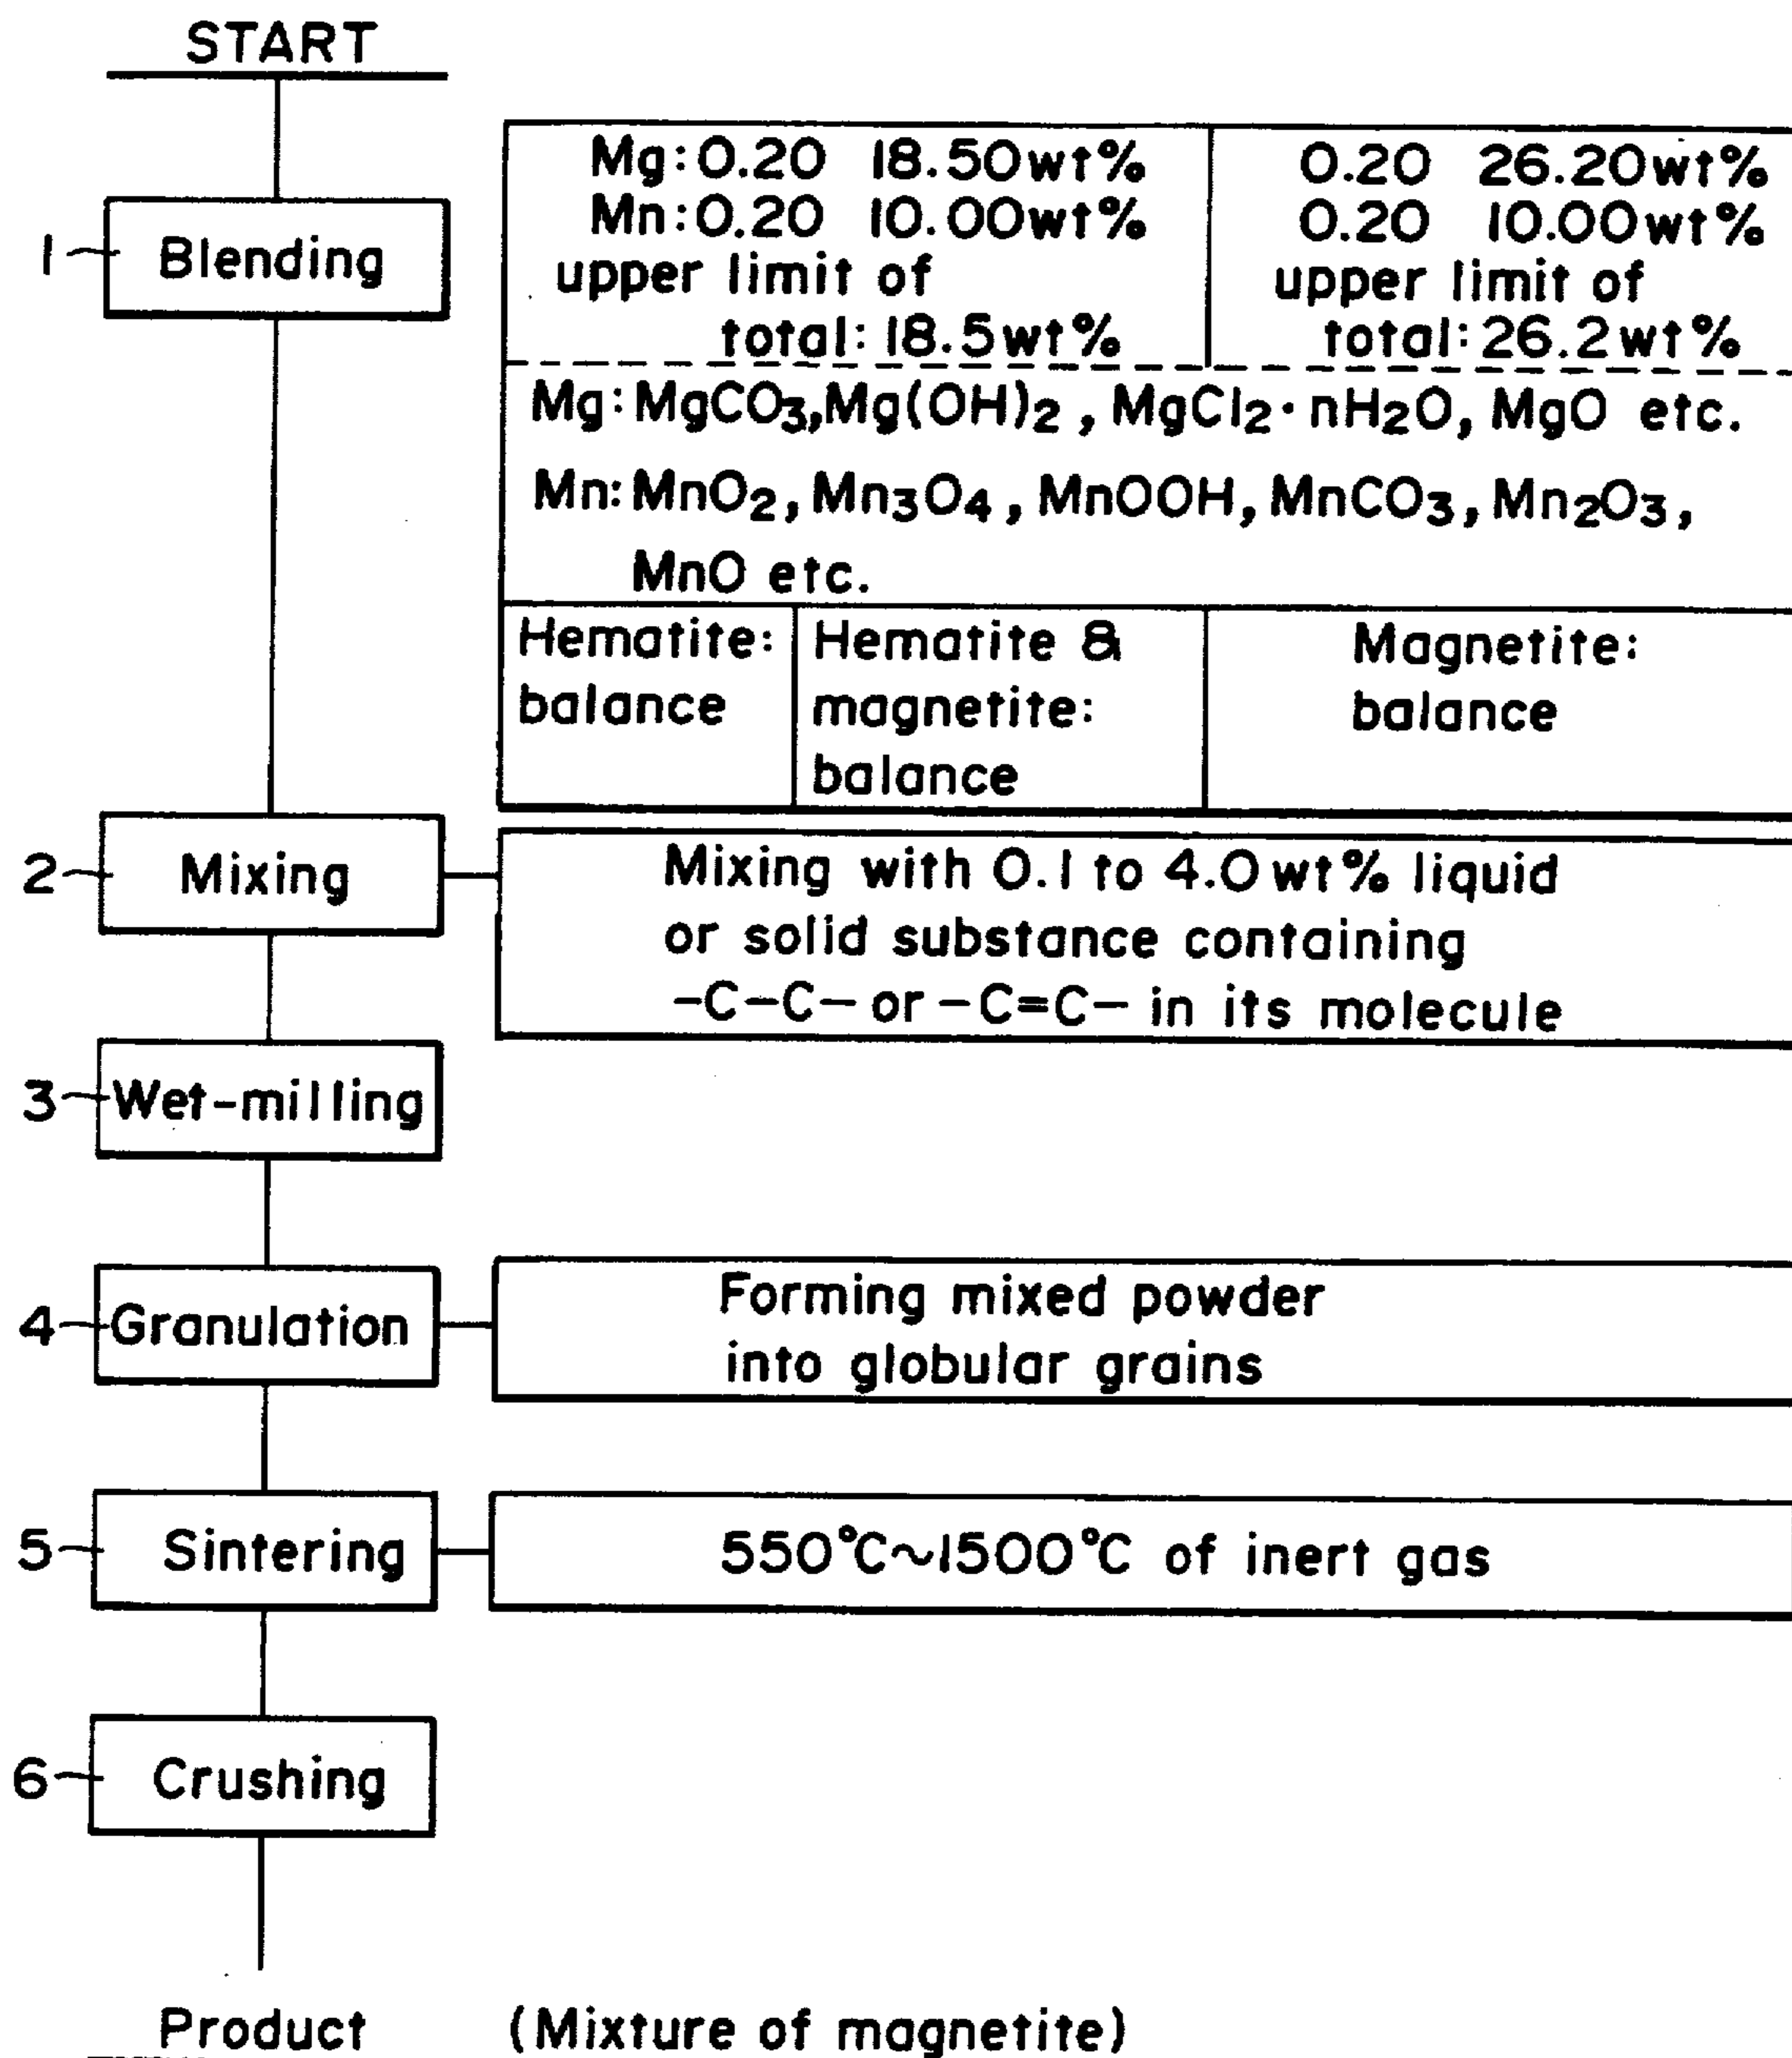 START
1 Blending
Mg:0.20 18.50wt% 0.20 26.20wt%
Mn:0.20 10.00wt% 0.20 10.00wt%
upper limit of upper limit of
total: 18.5wt% total: 26.2wt%
Mg: MgCO3, Mg(OH)2, MgCl2·nH2O, MgO etc.
Mn: MnO2, Mn3O4, MnOOH, MnCO3, Mn2O3,
MnO etc.
Hematite: Hematite & Magnetite:
balance magnetite: balance
balance
2 Mixing
Mixing with 0.1 to 4.0wt% liquid
or solid substance containing
-C-C- or -C=C- in its molecule
3 Wet-milling
4 Granulation
Forming mixed powder
into globular grains
5 Sintering
550°C~1500°C of inert gas
6 Crushing
Product (Mixture of magnetite)